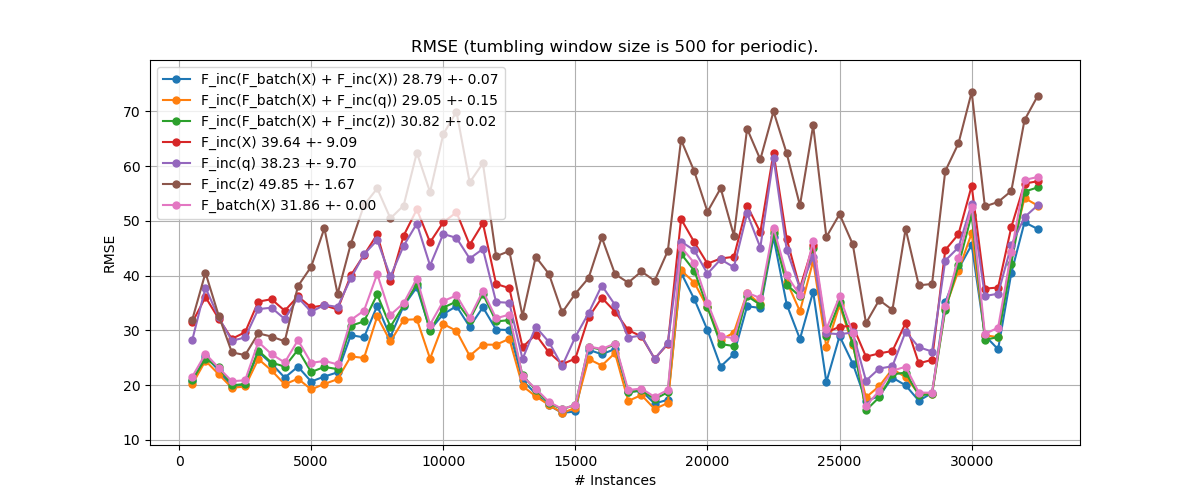 RMSE (tumbling window size is 500 for periodic).
F_inc(F_batch(X) + F_inc(X)) 28.79 +- 0.07
F_inc(F_batch(X) + F_inc(q)) 29.05 +- 0.15
F_inc(F_batch(X) + F_inc(z)) 30.82 +- 0.02
F_inc(X) 39.64 +- 9.09
F_inc(q) 38.23 +- 9.70
F_inc(z) 49.85 +- 1.67
F_batch(X) 31.86 +- 0.00
RMSE
70
60
50
40
30
20
10
0
5000
10000
15000
20000
25000
30000
# Instances